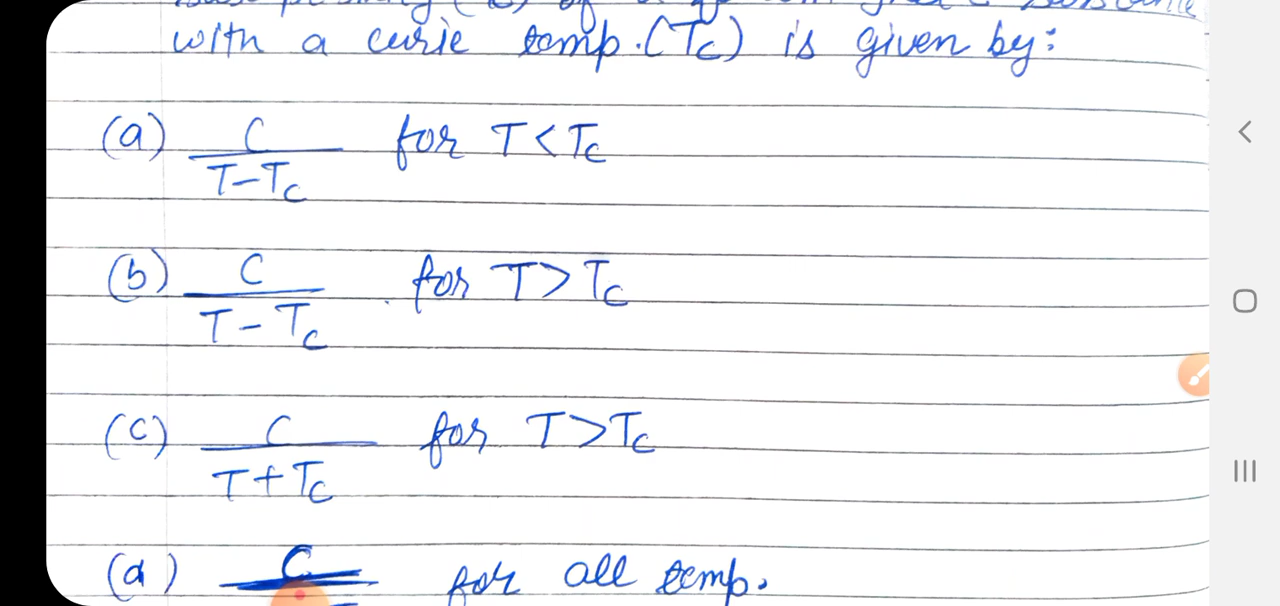 with a curie temp. (Tc) is given by:
(a) C / T - Tc for T < Tc
(b) C / T - Tc for T > Tc
(c) C / T + Tc for T > Tc
(d) C for all temp.